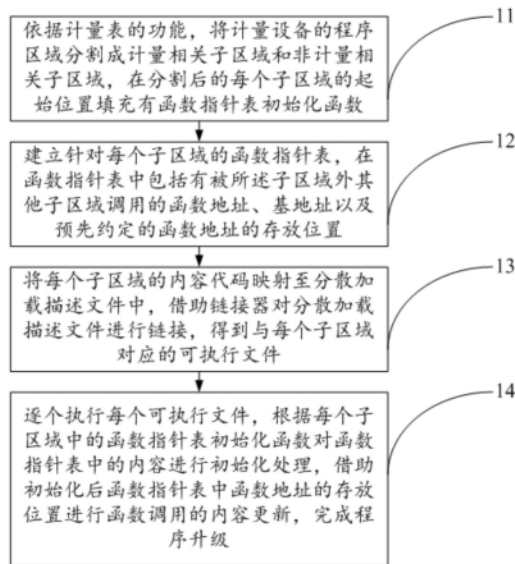 11
依据计量表的功能，将计量设备的程序
区域分割成计量相关子区域和非计量相
关子区域，在分割后的每个子区域的起
始位置填充有函数指针表初始化函数
12
建立针对每个子区域的函数指针表，在
函数指针表中包括有被所述子区域外其
他子区域调用的函数地址、基地址以及
预先约定的函数地址的存放位置
13
将每个子区域的内容代码映射至分散加
载描述文件中，借助链接器对分散加载
描述文件进行链接，得到与每个子区域
对应的可执行文件
14
逐个执行每个可执行文件，根据每个子
区域中的函数指针表初始化函数对函数
指针表中的内容进行初始化处理，借助
初始化后函数指针表中函数地址的存放
位置进行函数调用的内容更新，完成程
序升级